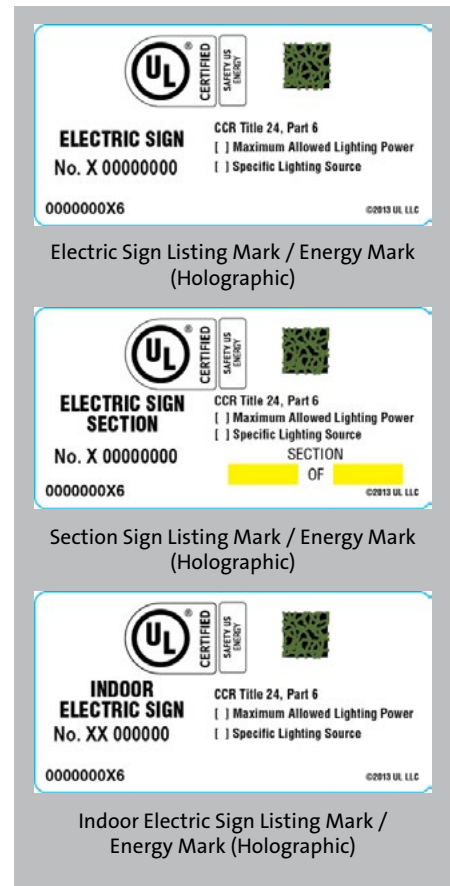 UL ®
CERTIFIED
SAFETY US
ENERGY
ELECTRIC SIGN
No. X 00000000
CCR Title 24, Part 6
[ ] Maximum Allowed Lighting Power
[ ] Specific Lighting Source
0000000X6
©2013 UL LLC
Electric Sign Listing Mark / Energy Mark
(Holographic)
UL ®
CERTIFIED
SAFETY US
ENERGY
ELECTRIC SIGN
SECTION
No. X 00000000
CCR Title 24, Part 6
[ ] Maximum Allowed Lighting Power
[ ] Specific Lighting Source
SECTION
OF
0000000X6
©2013 UL LLC
Section Sign Listing Mark / Energy Mark
(Holographic)
UL ®
CERTIFIED
SAFETY US
ENERGY
INDOOR
ELECTRIC SIGN
No. XX 000000
CCR Title 24, Part 6
[ ] Maximum Allowed Lighting Power
[ ] Specific Lighting Source
0000000X6
©2013 UL LLC
Indoor Electric Sign Listing Mark /
Energy Mark (Holographic)